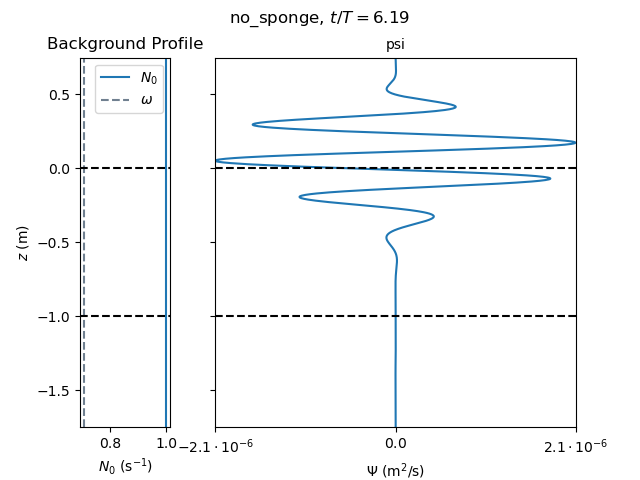 no_sponge, t/T = 6.19
Background Profile
psi
N₀
ω
0.5
0.0
−0.5
−1.0
−1.5
z (m)
0.8
1.0
−2.1 · 10⁻⁶
0.0
2.1 · 10⁻⁶
N₀ (s⁻¹)
Ψ (m²/s)